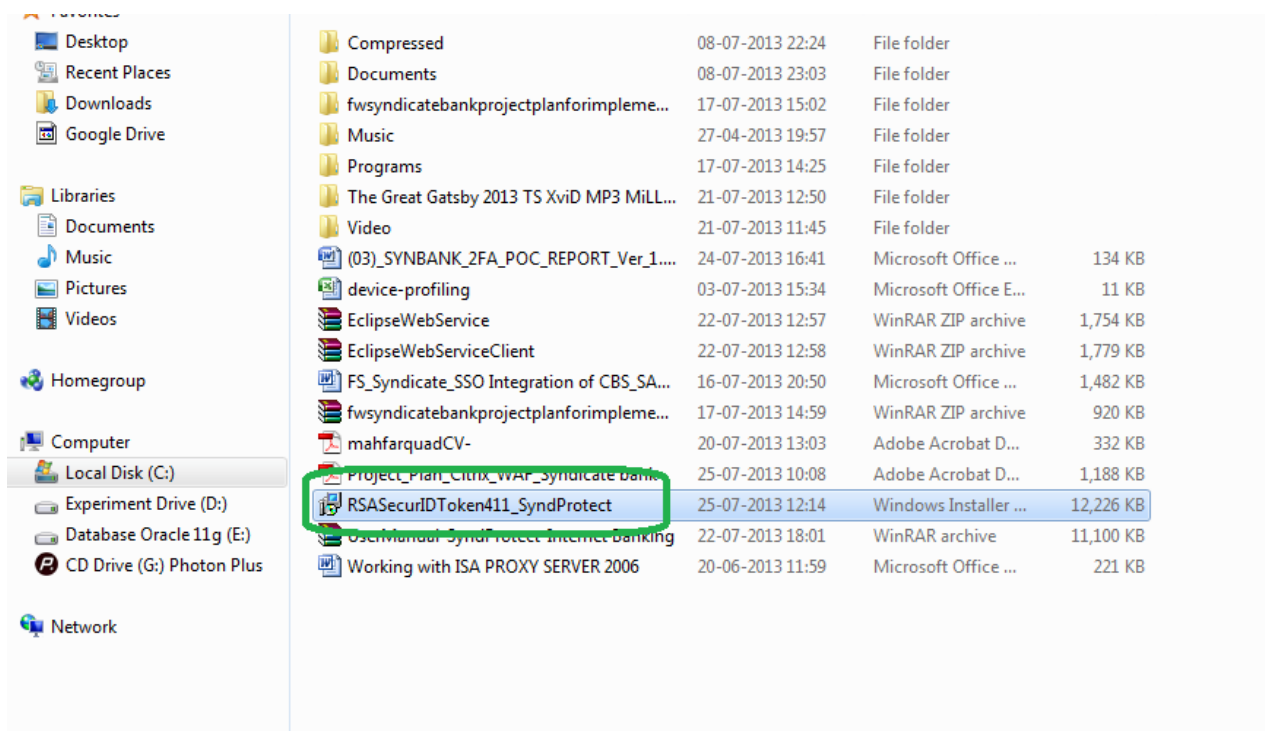 Favorites
Desktop
Recent Places
Downloads
Google Drive
Libraries
Documents
Music
Pictures
Videos
Homegroup
Computer
Local Disk (C:)
Experiment Drive (D:)
Database Oracle 11g (E:)
CD Drive (G:) Photon Plus
Network
Compressed 08-07-2013 22:24 File folder
Documents 08-07-2013 23:03 File folder
fwsyndicatebankprojectplanforimpleme... 17-07-2013 15:02 File folder
Music 27-04-2013 19:57 File folder
Programs 17-07-2013 14:25 File folder
The Great Gatsby 2013 TS XviD MP3 MiLL... 21-07-2013 12:50 File folder
Video 21-07-2013 11:45 File folder
(03)_SYNBANK_2FA_POC_REPORT_Ver_1.... 24-07-2013 16:41 Microsoft Office ... 134 KB
device-profiling 03-07-2013 15:34 Microsoft Office E... 11 KB
EclipseWebService 22-07-2013 12:57 WinRAR ZIP archive 1,754 KB
EclipseWebServiceClient 22-07-2013 12:58 WinRAR ZIP archive 1,779 KB
FS_Syndicate_SSO Integration of CBS_SA... 16-07-2013 20:50 Microsoft Office ... 1,482 KB
fwsyndicatebankprojectplanforimpleme... 17-07-2013 14:59 WinRAR ZIP archive 920 KB
mahfarquadCV- 20-07-2013 13:03 Adobe Acrobat D... 332 KB
Project_Plan_Citrix_WAF_Syndicate bank 25-07-2013 10:08 Adobe Acrobat D... 1,188 KB
RSASecurIDToken411_SyndProtect 25-07-2013 12:14 Windows Installer ... 12,226 KB
UserManual-SyndProtect-Internet Banking 22-07-2013 18:01 WinRAR archive 11,100 KB
Working with ISA PROXY SERVER 2006 20-06-2013 11:59 Microsoft Office ... 221 KB